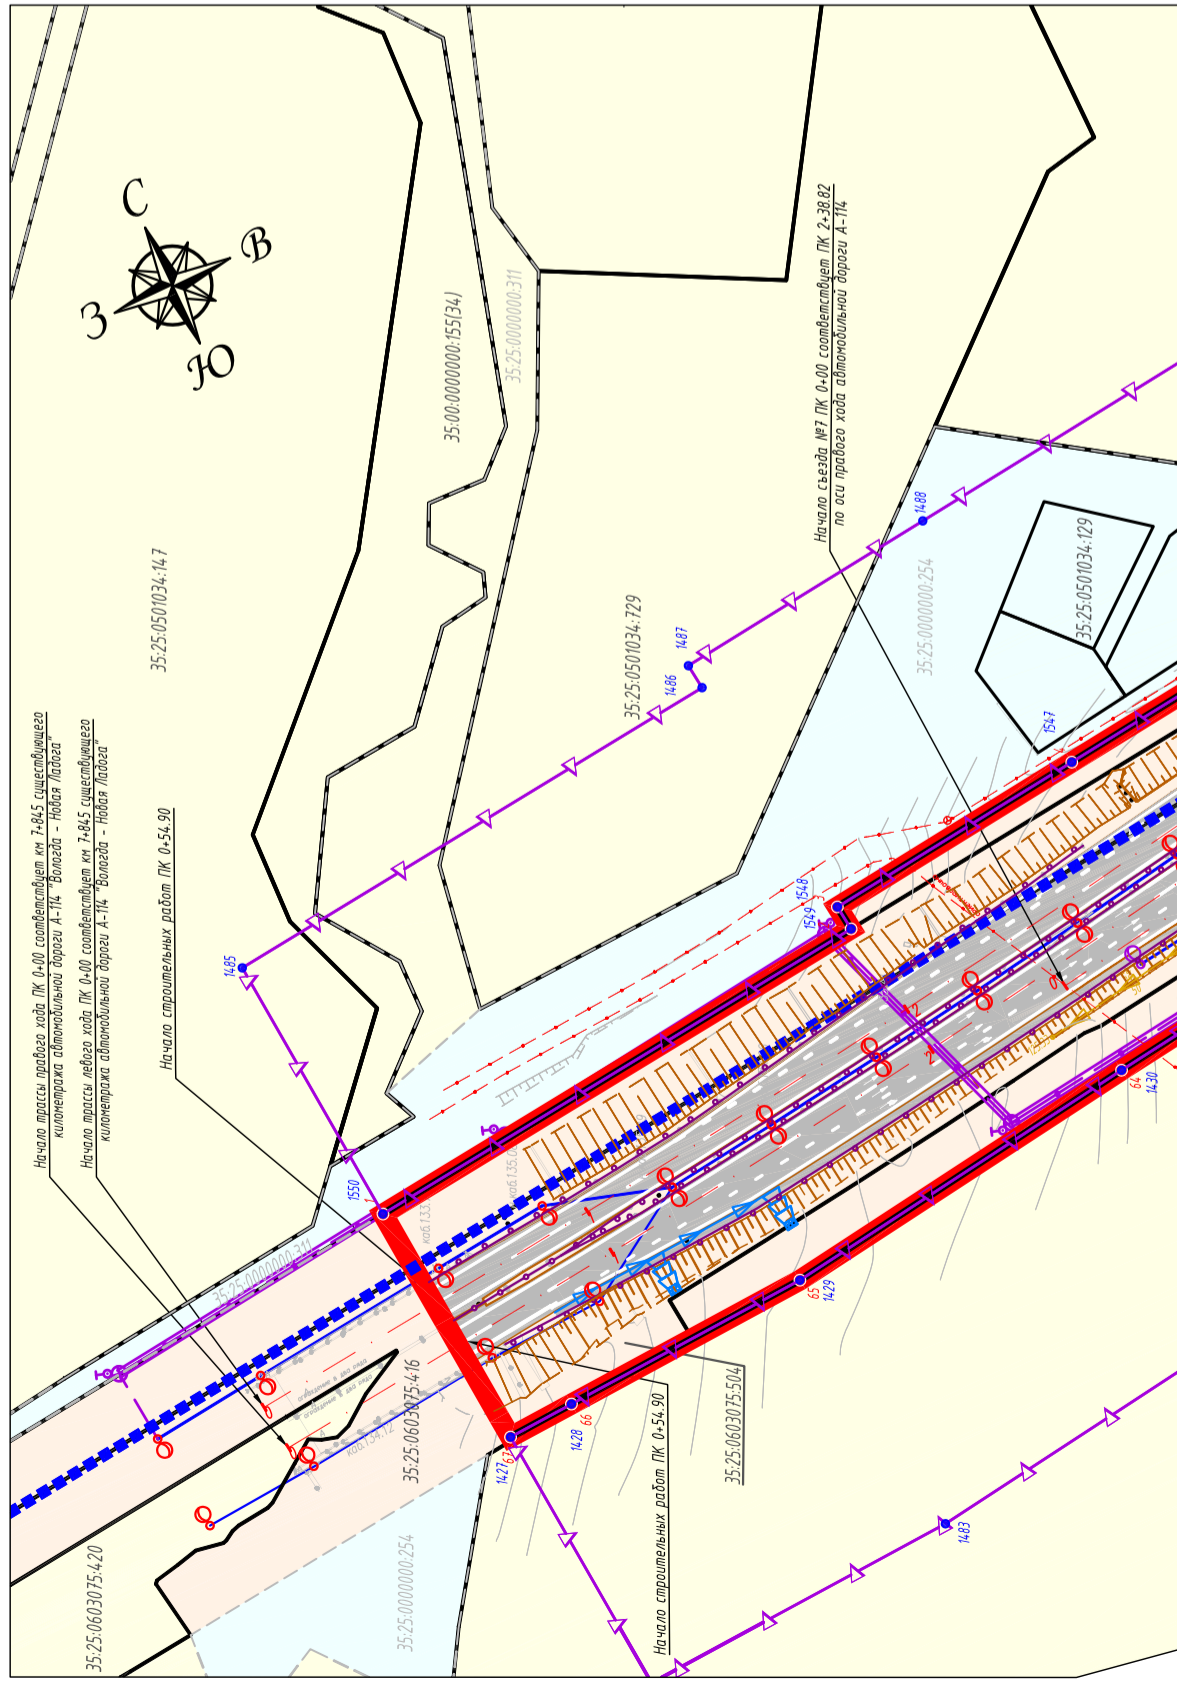 С
В
З
Ю
Начало трассы правого хода ПК 0+00 соответствует км 7+845 существующего
километража автомобильной дороги А-114 "Вологда - Новая Ладога"
Начало трассы левого хода ПК 0+00 соответствует км 7+845 существующего
километража автомобильной дороги А-114 "Вологда - Новая Ладога"
Начало строительных работ ПК 0+54.90
35:25:0501034:147
35:00:0000000:155(34)
35:25:0000000:311
Начало съезда №7 ПК 0+00 соответствует ПК 2+38.82
по оси правого хода автомобильной дороги А-114
35:25:0501034:729
35:25:0000000:254
35:25:0501034:129
1485
1486
1487
1488
1547
1548
1549
1550
1
35:25:0000000:311
35:25:0603075:416
35:25:0603075:420
35:25:0000000:254
35:25:0603075:504
Начало строительных работ ПК 0+54.90
1427
67
1428
66
65
1429
64
1430
1483